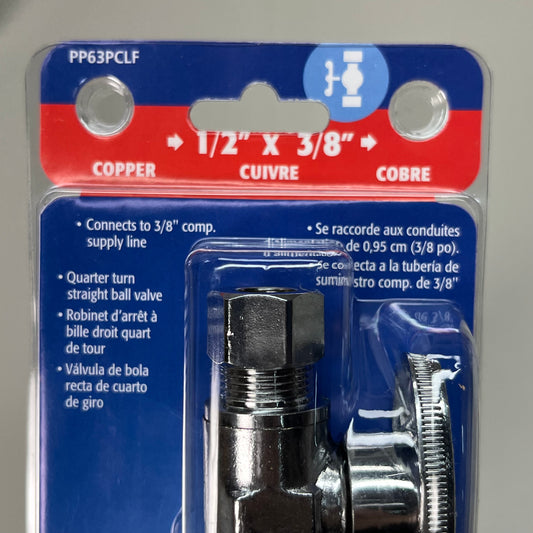 PP63PCLF
1/2" X 3/8"
COPPER CUIVRE COBRE
• Connects to 3/8" comp.
supply line
• Quarter turn
straight ball valve
• Robinet d'arrêt à
bille droit quart
de tour
• Válvula de bola
recta de cuarto
de giro
• Se raccorde aux conduites
de 0,95 cm (3/8 po).
• Se conecta a la tubería de
suministro comp. de 3/8"